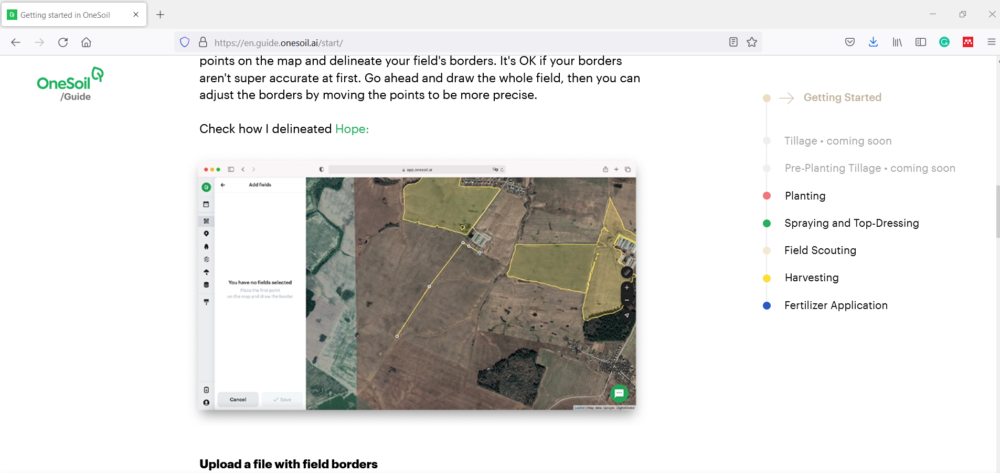 Getting started in OneSoil
https://en.guide.onesoil.ai/start/
OneSoil
/Guide
points on the map and delineate your field's borders. It's OK if your borders
aren't super accurate at first. Go ahead and draw the whole field, then you can
adjust the borders by moving the points to be more precise.
Check how I delineated Hope:
app.onesoil.ai
Add fields
You have no fields selected
Place the first point
on the map and draw the border
Cancel
Save
Leaflet | Map data: Google, DigitalGlobe
Upload a file with field borders
Getting Started
Tillage • coming soon
Pre-Planting Tillage • coming soon
Planting
Spraying and Top-Dressing
Field Scouting
Harvesting
Fertilizer Application